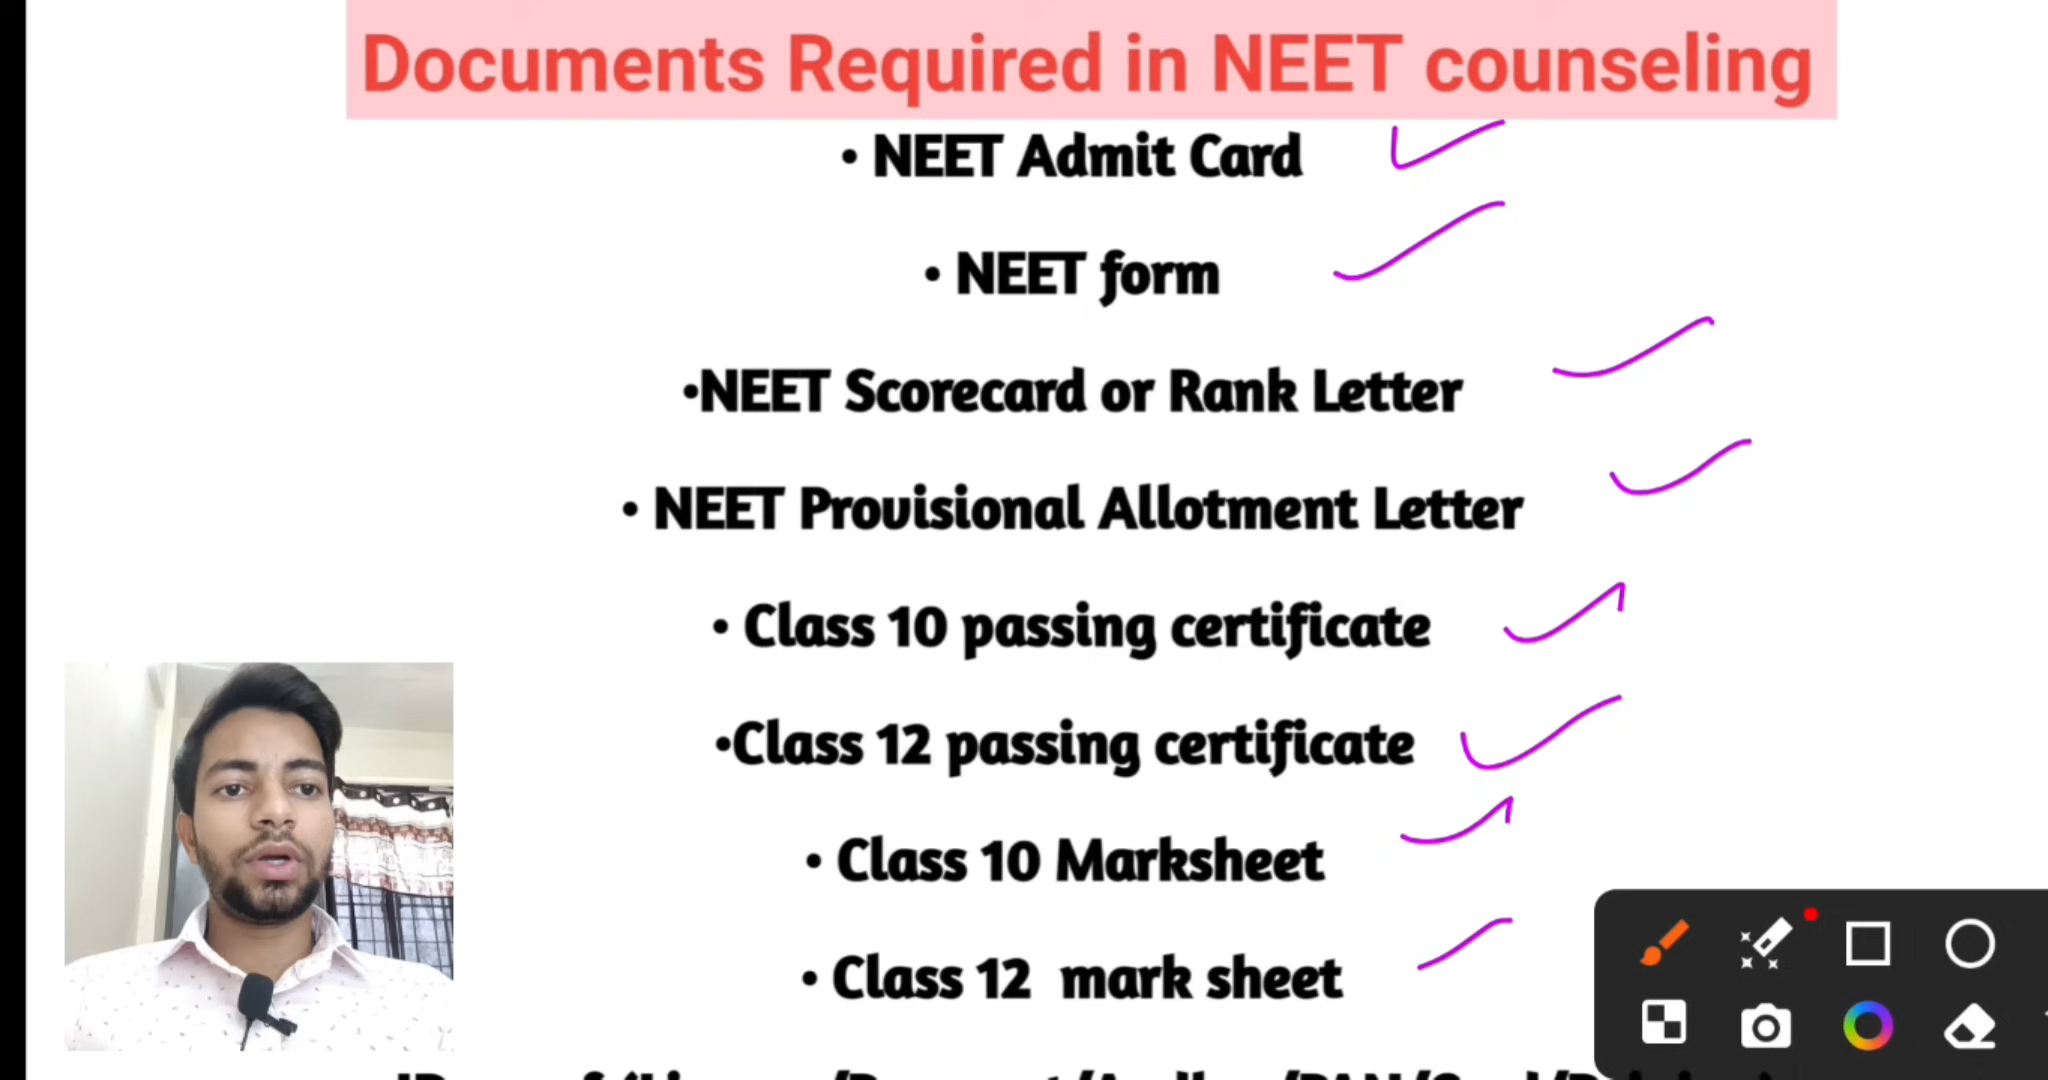 Documents Required in NEET counseling
• NEET Admit Card
• NEET form
•NEET Scorecard or Rank Letter
• NEET Provisional Allotment Letter
• Class 10 passing certificate
•Class 12 passing certificate
• Class 10 Marksheet
• Class 12 mark sheet